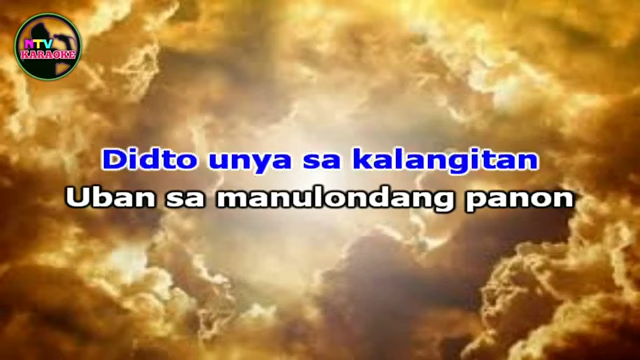 NTV
KARAOKE
Didto unya sa kalangitan
Uban sa manulondang panon